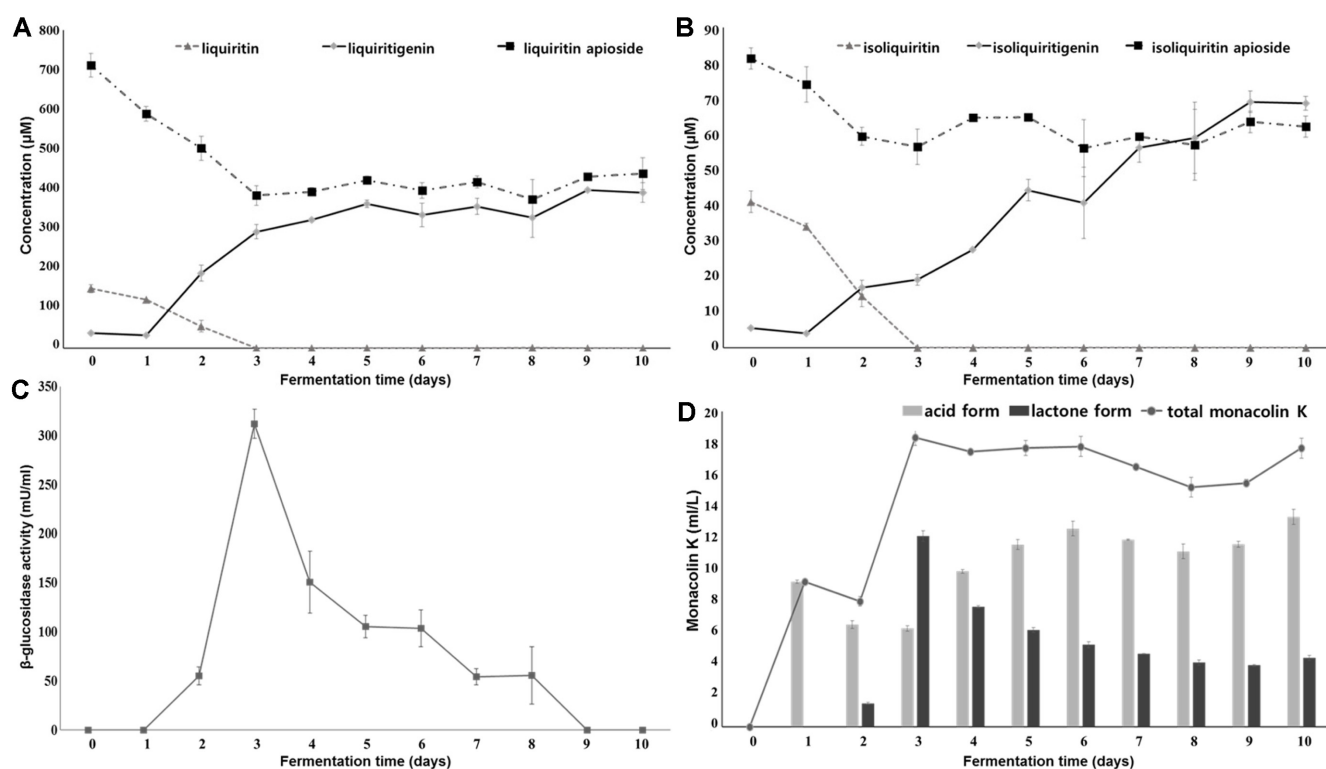 A
liquiritin liquiritigenin liquiritin apioside
Concentration (μM)
800
700
600
500
400
300
200
100
0
0 1 2 3 4 5 6 7 8 9 10
Fermentation time (days)
B
isoliquiritin isoliquiritigenin isoliquiritin apioside
Concentration (μM)
90
80
70
60
50
40
30
20
10
0
0 1 2 3 4 5 6 7 8 9 10
Fermentation time (days)
C
β-glucosidase activity (mU/ml)
350
300
250
200
150
100
50
0
0 1 2 3 4 5 6 7 8 9 10
Fermentation time (days)
D
acid form lactone form total monacolin K
Monacolin K (ml/L)
20
18
16
14
12
10
8
6
4
2
0
0 1 2 3 4 5 6 7 8 9 10
Fermentation time (days)